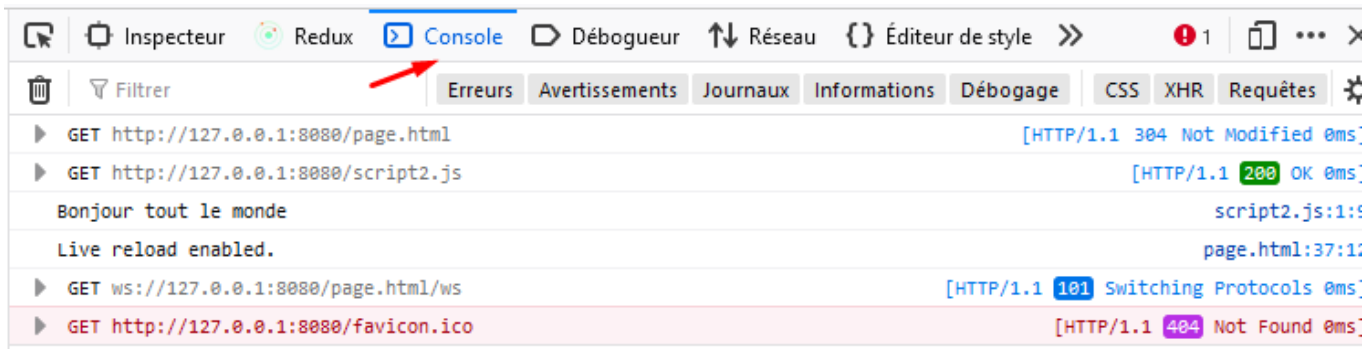 Inspecteur Redux Console Débogueur Réseau {} Éditeur de style 1
Filtrer Erreurs Avertissements Journaux Informations Débogage CSS XHR Requêtes
GET http://127.0.0.1:8080/page.html [HTTP/1.1 304 Not Modified 0ms]
GET http://127.0.0.1:8080/script2.js [HTTP/1.1 200 OK 0ms]
Bonjour tout le monde script2.js:1:9
Live reload enabled. page.html:37:12
GET ws://127.0.0.1:8080/page.html/ws [HTTP/1.1 101 Switching Protocols 0ms]
GET http://127.0.0.1:8080/favicon.ico [HTTP/1.1 404 Not Found 0ms]